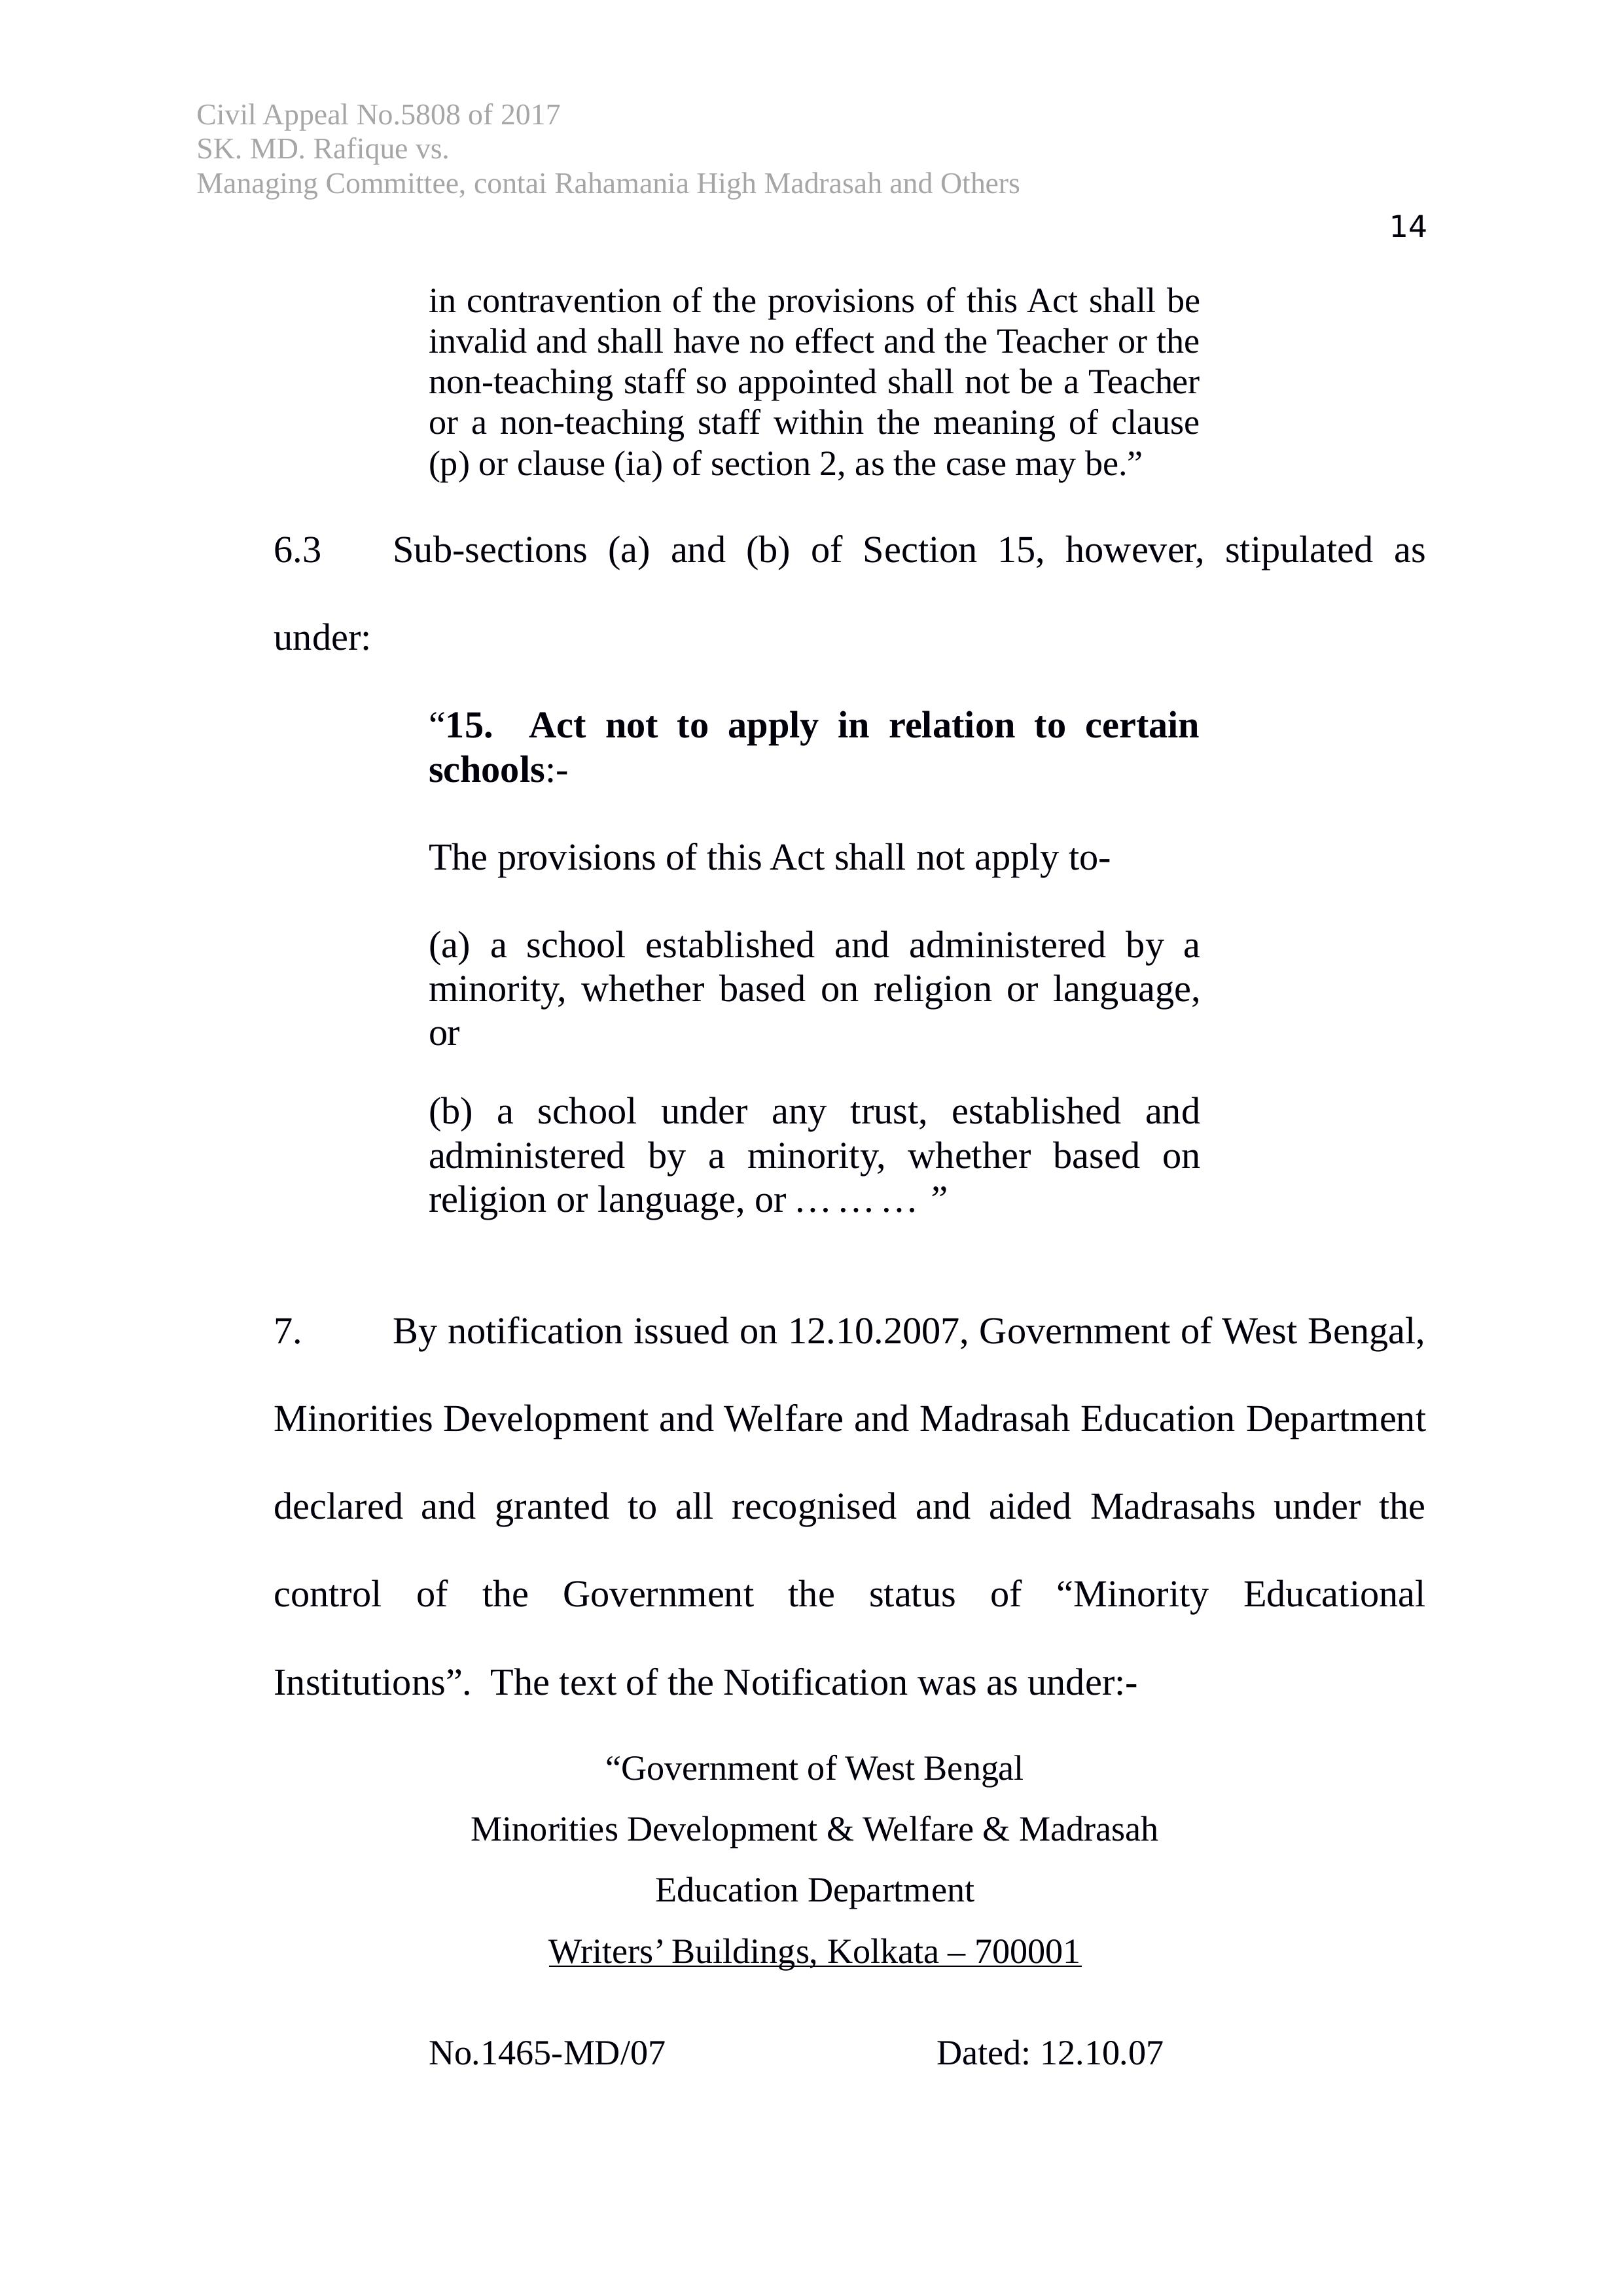 Civil Appeal No.5808 of 2017
SK. MD. Rafique vs.
Managing Committee, contai Rahamania High Madrasah and Others
14
in contravention of the provisions of this Act shall be
invalid and shall have no effect and the Teacher or the
non-teaching staff so appointed shall not be a Teacher
or a non-teaching staff within the meaning of clause
(p) or clause (ia) of section 2, as the case may be.”
6.3 Sub-sections (a) and (b) of Section 15, however, stipulated as
under:
“15. Act not to apply in relation to certain
schools:-
The provisions of this Act shall not apply to-
(a) a school established and administered by a
minority, whether based on religion or language,
or
(b) a school under any trust, established and
administered by a minority, whether based on
religion or language, or ……… ”
7. By notification issued on 12.10.2007, Government of West Bengal,
Minorities Development and Welfare and Madrasah Education Department
declared and granted to all recognised and aided Madrasahs under the
control of the Government the status of “Minority Educational
Institutions”. The text of the Notification was as under:-
“Government of West Bengal
Minorities Development & Welfare & Madrasah
Education Department
Writers’ Buildings, Kolkata – 700001
No.1465-MD/07 Dated: 12.10.07